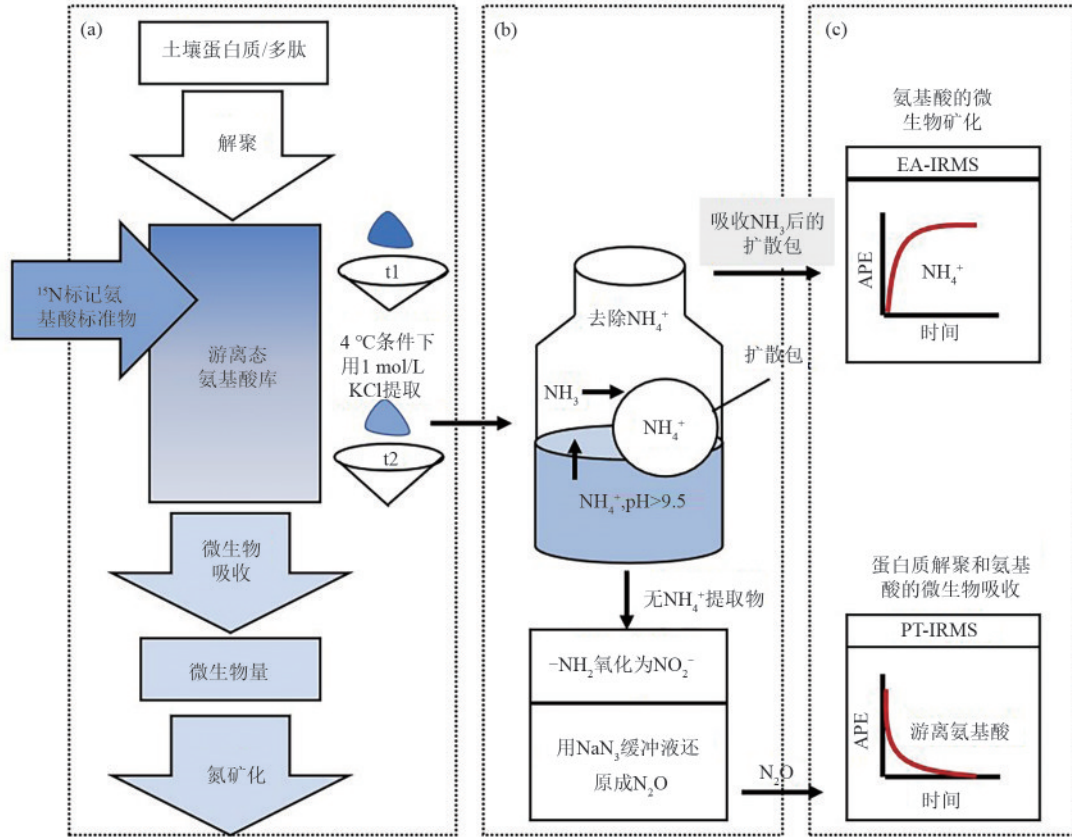 (a)
土壤蛋白质/多肽
解聚
¹⁵N标记氨
基酸标准物
游离态
氨基酸库
t1
4 °C条件下
用1 mol/L
KCl提取
t2
微生物
吸收
微生物量
氮矿化
(b)
吸收NH₃后的
扩散包
去除NH₄⁺
扩散包
NH₃
NH₄⁺
NH₄⁺,pH>9.5
无NH₄⁺提取物
−NH₂氧化为NO₂⁻
用NaN₃缓冲液还
原成N₂O
N₂O
(c)
氨基酸的微
生物矿化
EA-IRMS
APE
NH₄⁺
时间
蛋白质解聚和氨基
酸的微生物吸收
PT-IRMS
APE
游离氨基酸
时间